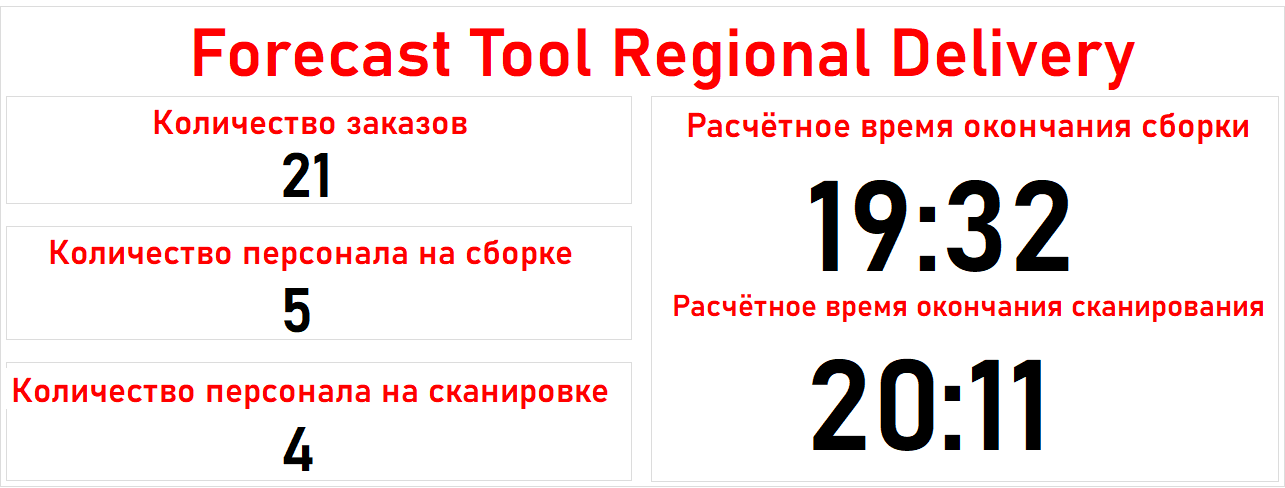 Forecast Tool Regional Delivery
Количество заказов
21
Количество персонала на сборке
5
Количество персонала на сканировке
4
Расчётное время окончания сборки
19:32
Расчётное время окончания сканирования
20:11